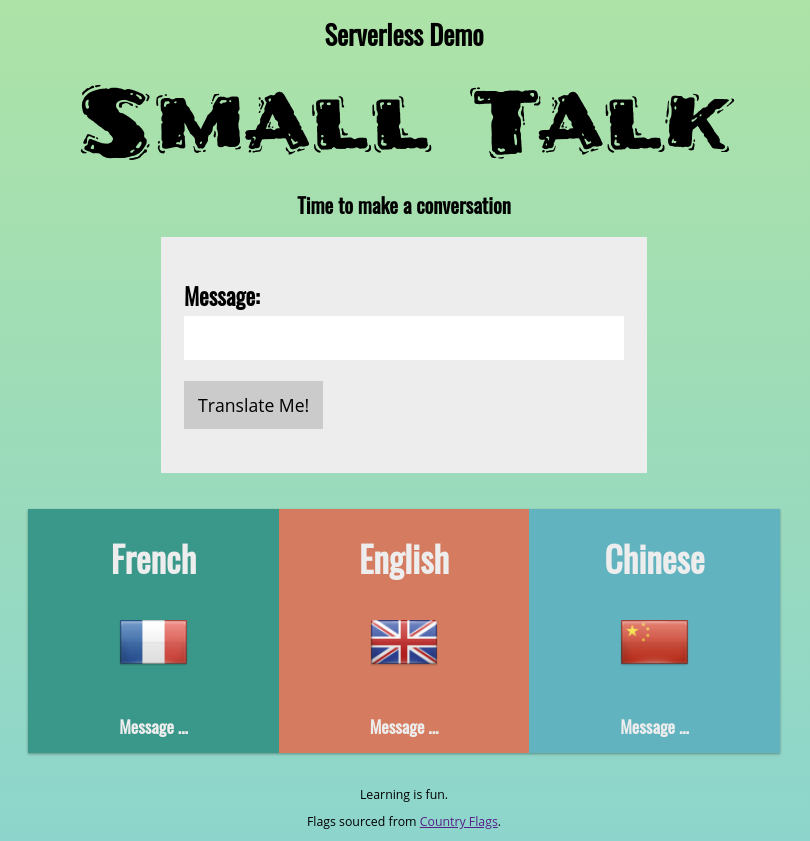 Serverless Demo
Small Talk
Time to make a conversation
Message:
Translate Me!
French English Chinese
Message ... Message ... Message ...
Learning is fun.
Flags sourced from Country Flags.